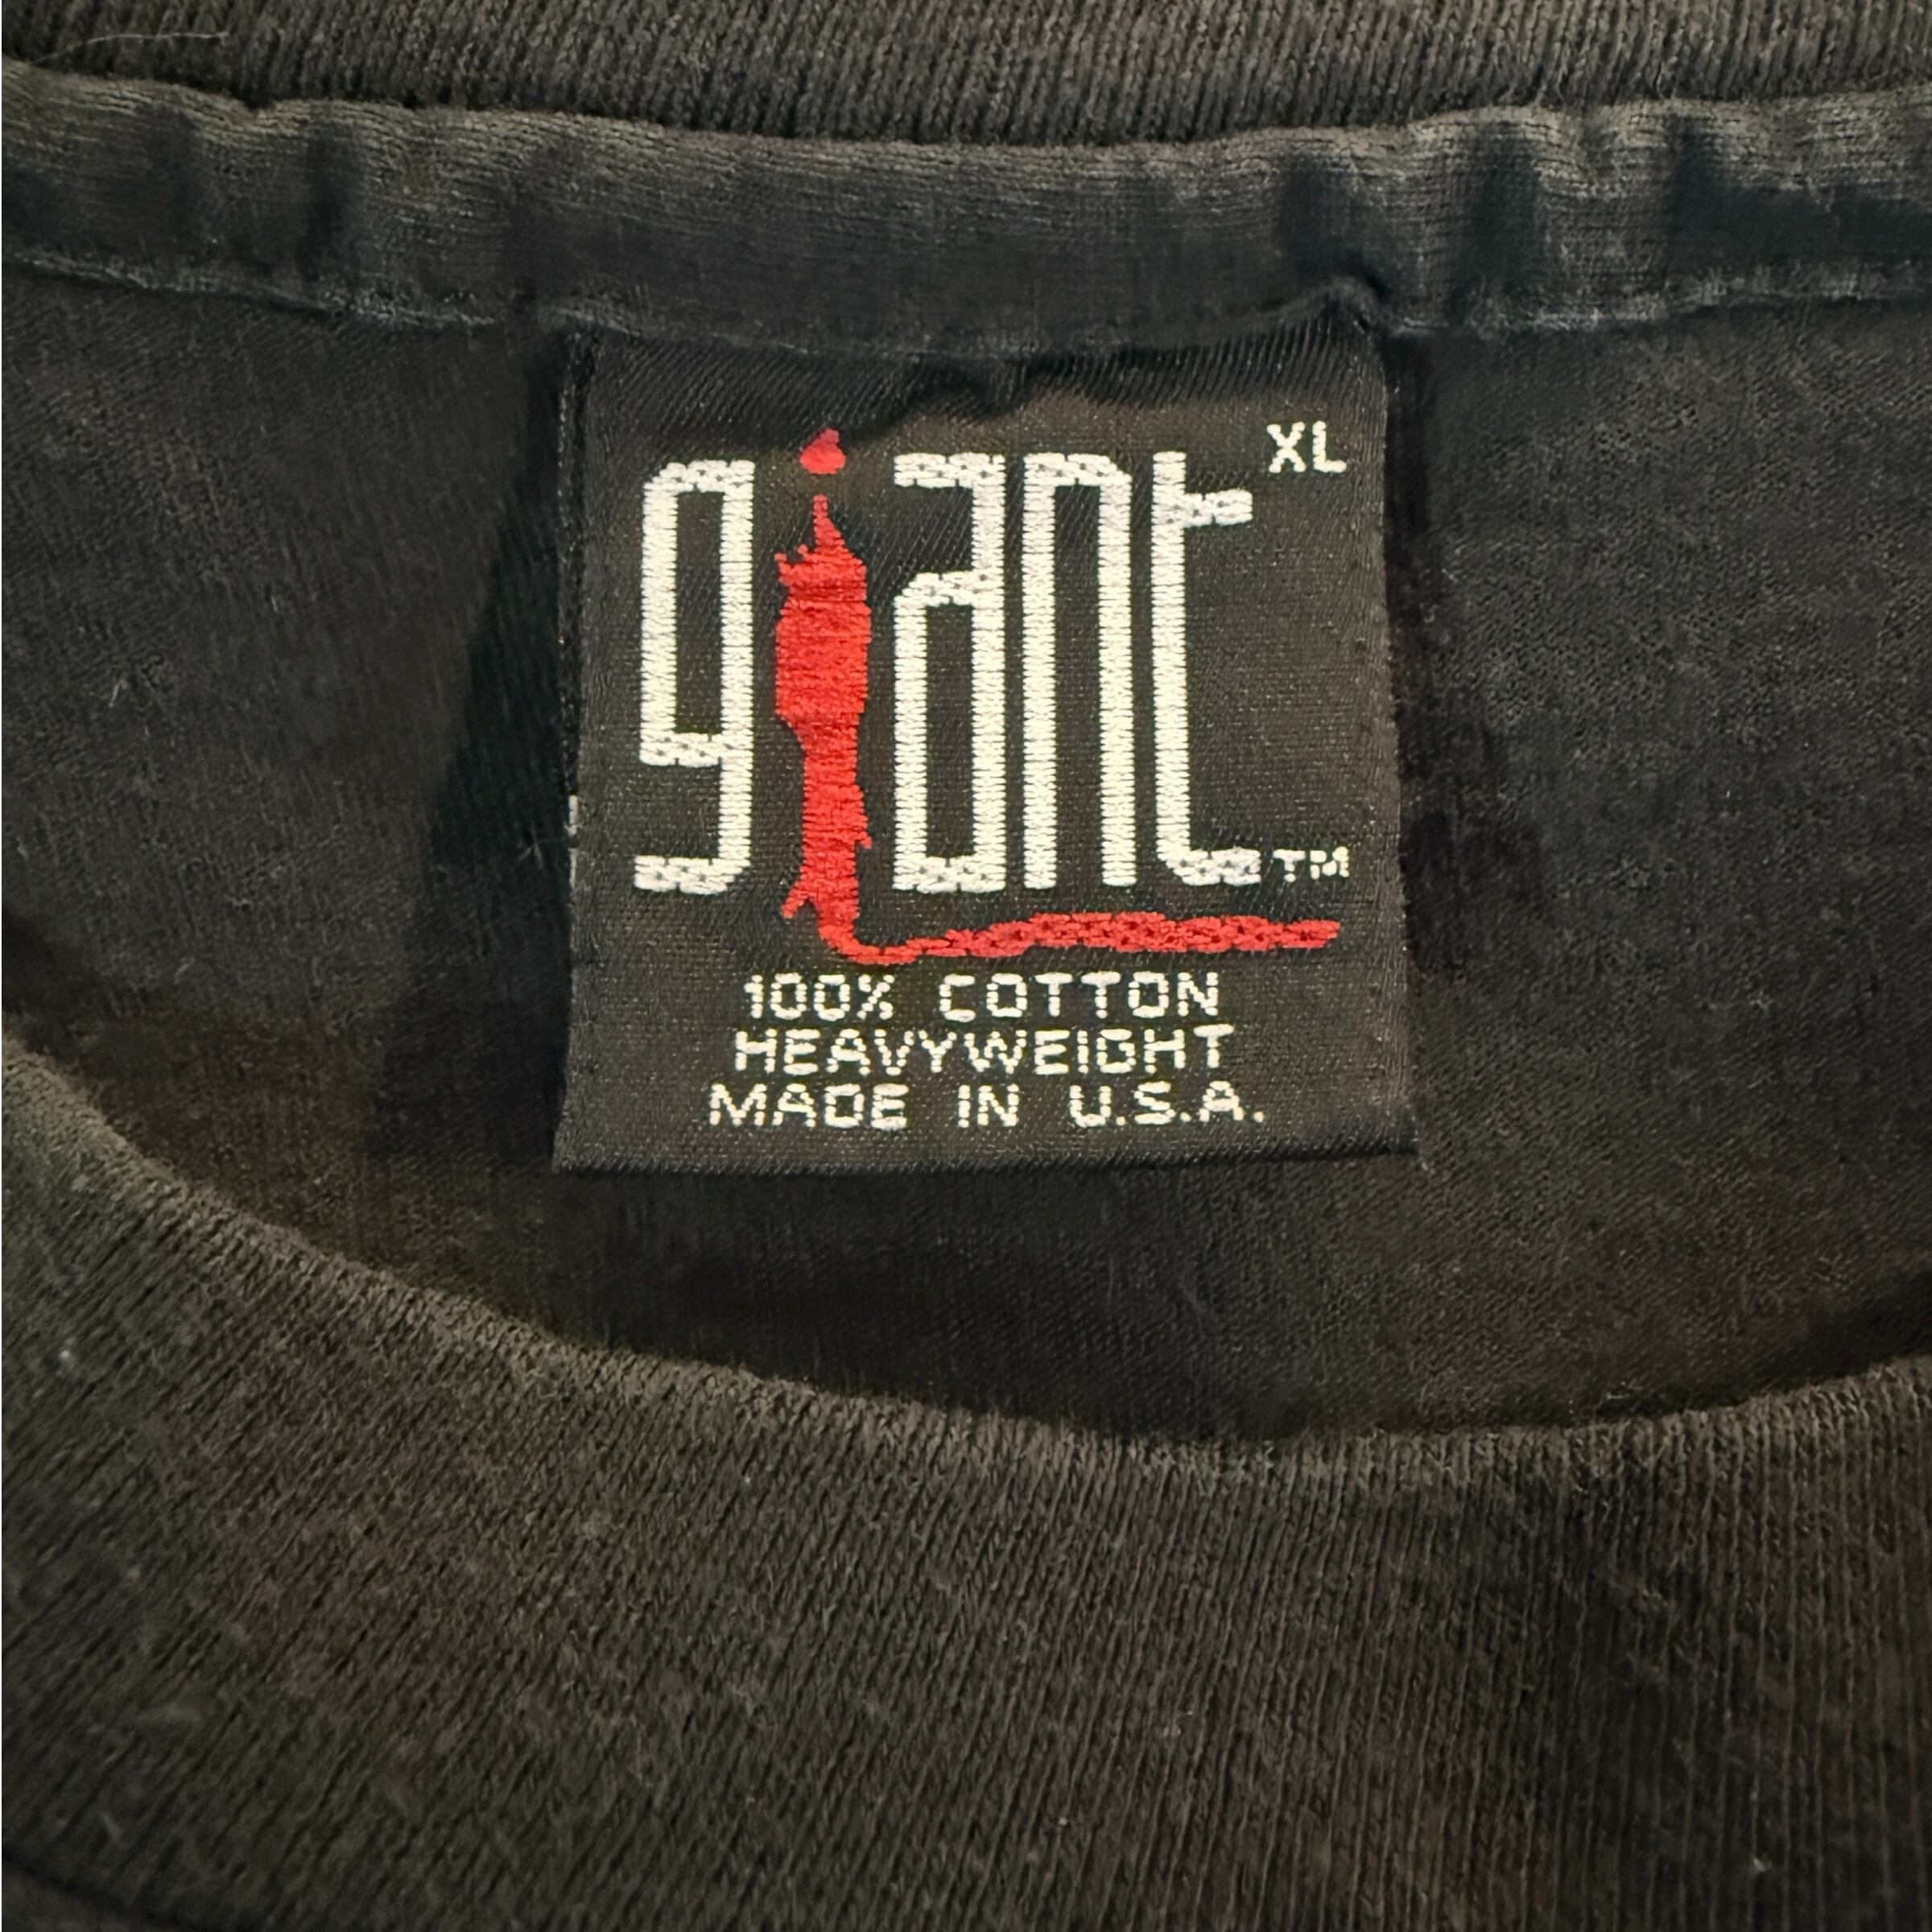 XL
giant
TM
100% COTTON
HEAVYWEIGHT
MADE IN U.S.A.